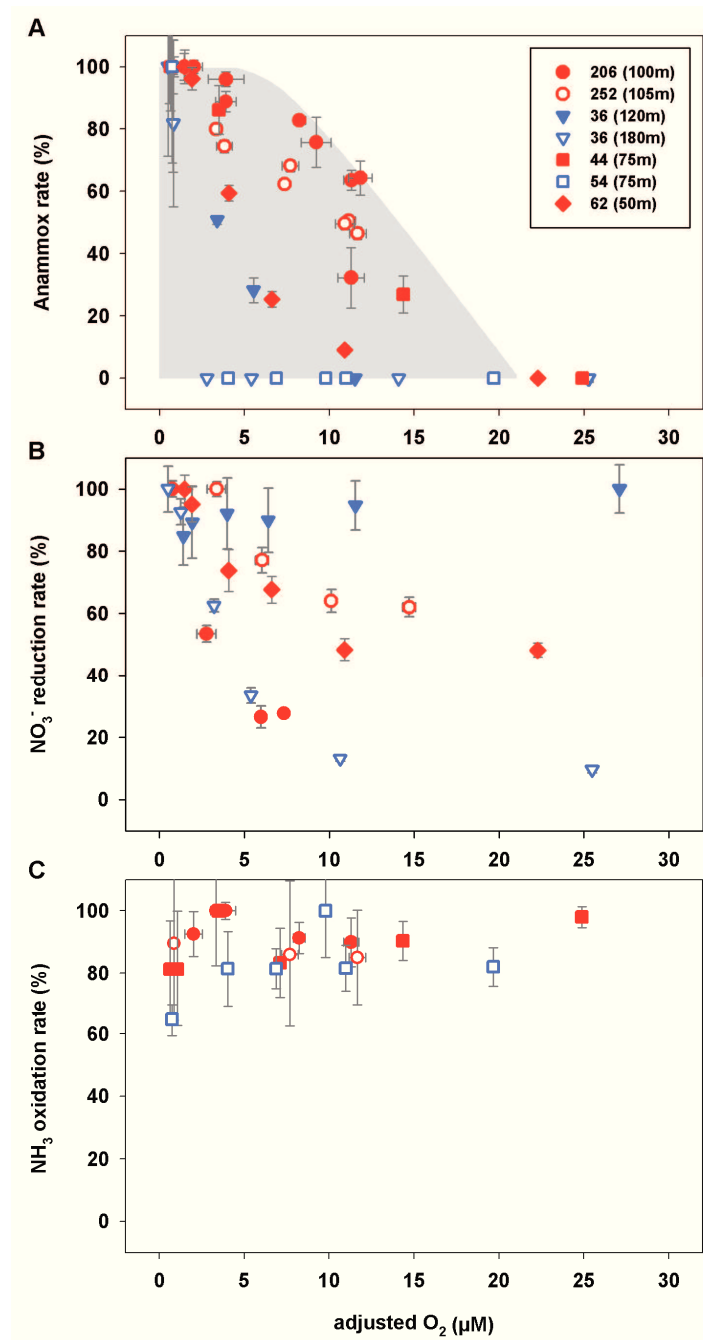 A
Anammox rate (%)
100
80
60
40
20
0
206 (100m)
252 (105m)
36 (120m)
36 (180m)
44 (75m)
54 (75m)
62 (50m)
0 5 10 15 20 25 30
B
NO3- reduction rate (%)
100
80
60
40
20
0
0 5 10 15 20 25 30
C
NH3 oxidation rate (%)
100
80
60
40
20
0
0 5 10 15 20 25 30
adjusted O2 (µM)